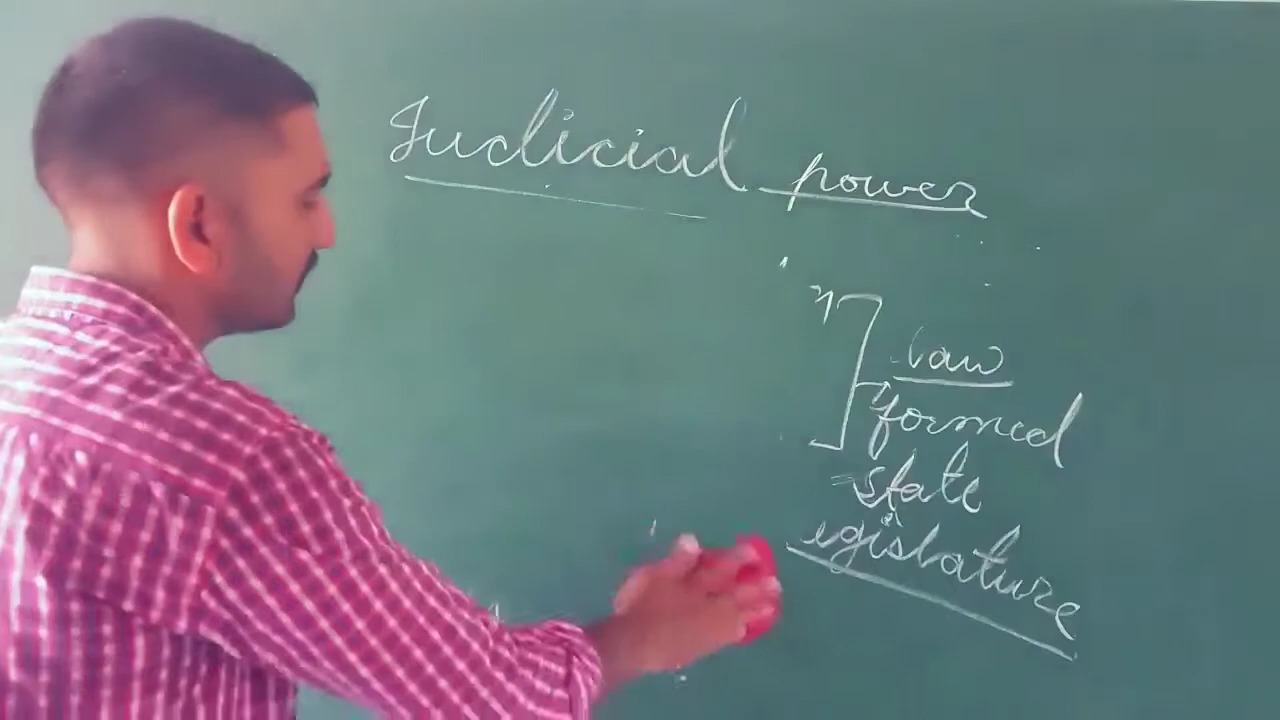 Judicial power
law
formed
state
egislature